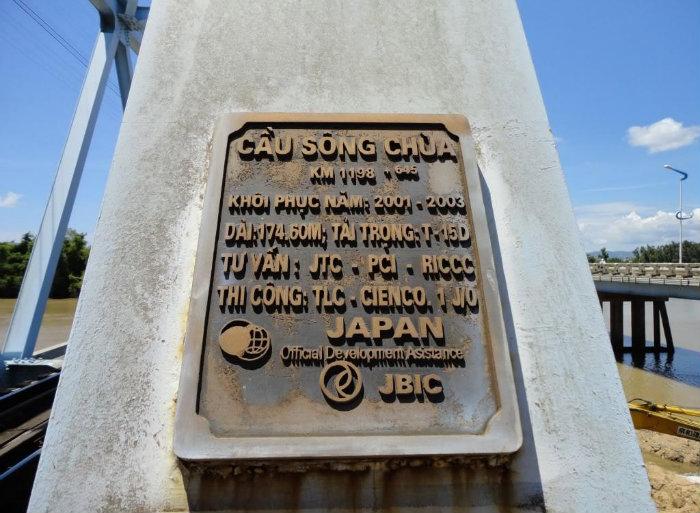 CẦU SÔNG CHÙA
KM 1198 + 645
KHÔI PHỤC NĂM: 2001 - 2003
DÀI: 174.60M, TẢI TRỌNG: T- 15D
TƯ VẤN : JTC - PCI - RICCC
THI CÔNG: TLC - CIENCO. 1 J/O
JAPAN
Official Development Asistance
JBIC